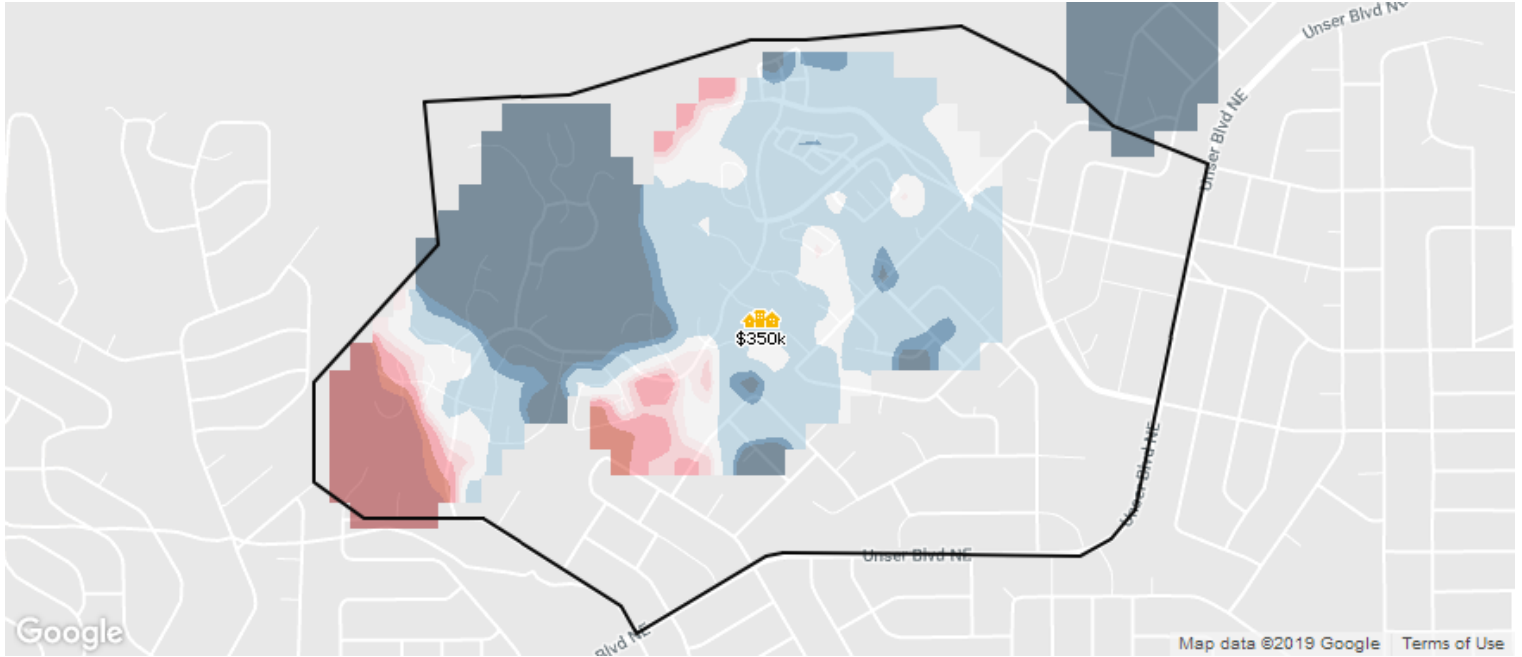 Unser Blvd NE
Unser Blvd NE
$350k
Unser Blvd NE
Unser Blvd NE
Blvd NE
Google
Map data ©2019 Google
Terms of Use